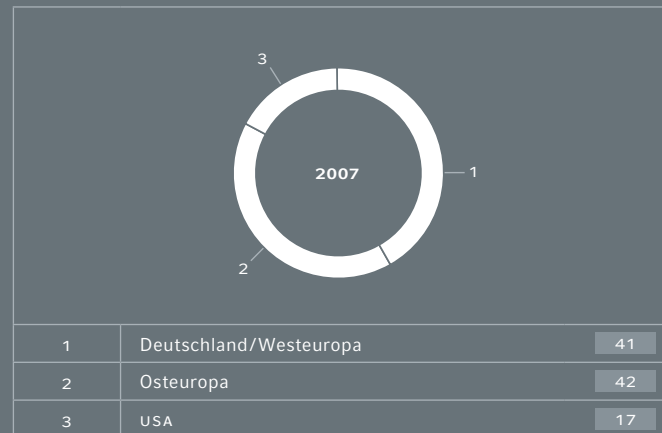 3
2007
1
2
1 Deutschland/Westeuropa 41
2 Osteuropa 42
3 USA 17